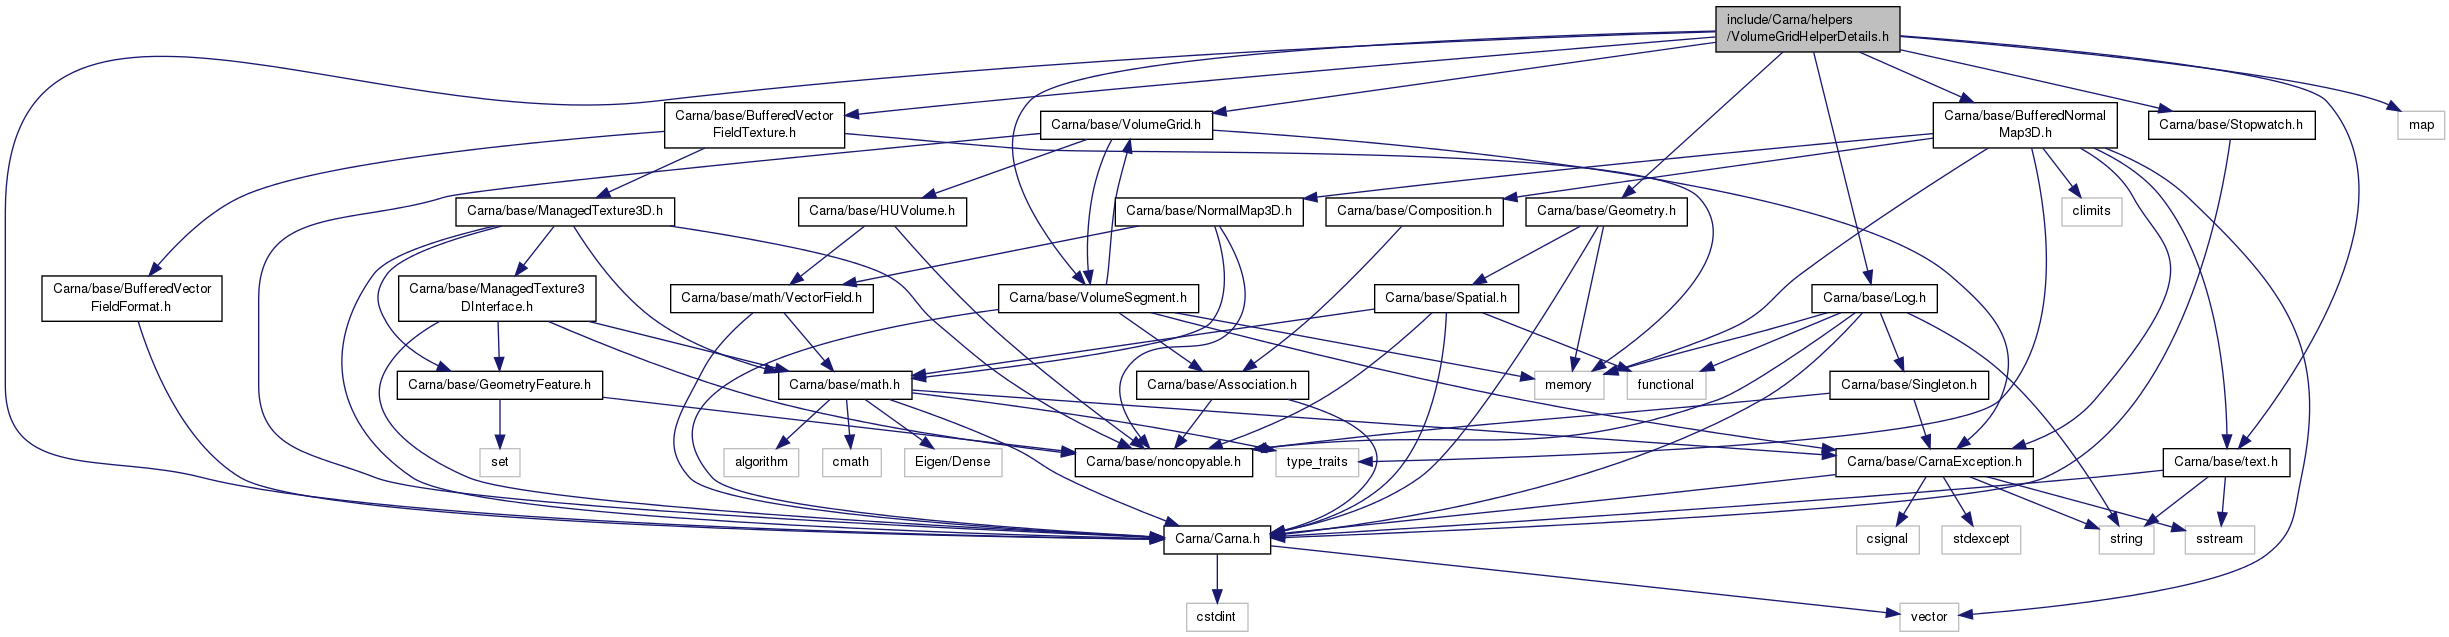 include/Carna/helpers
/VolumeGridHelperDetails.h
Carna/base/BufferedVector
FieldTexture.h
Carna/base/VolumeGrid.h
Carna/base/BufferedNormal
Map3D.h
Carna/base/Stopwatch.h
map
Carna/base/ManagedTexture3D.h
Carna/base/HUVolume.h
Carna/base/NormalMap3D.h
Carna/base/Composition.h
Carna/base/Geometry.h
climits
Carna/base/BufferedVector
FieldFormat.h
Carna/base/ManagedTexture3
DInterface.h
Carna/base/math/VectorField.h
Carna/base/VolumeSegment.h
Carna/base/Spatial.h
Carna/base/Log.h
Carna/base/GeometryFeature.h
Carna/base/math.h
Carna/base/Association.h
memory
functional
Carna/base/Singleton.h
set
algorithm
cmath
Eigen/Dense
Carna/base/noncopyable.h
type_traits
Carna/base/CarnaException.h
Carna/base/text.h
Carna/Carna.h
csignal
stdexcept
string
sstream
cstdint
vector